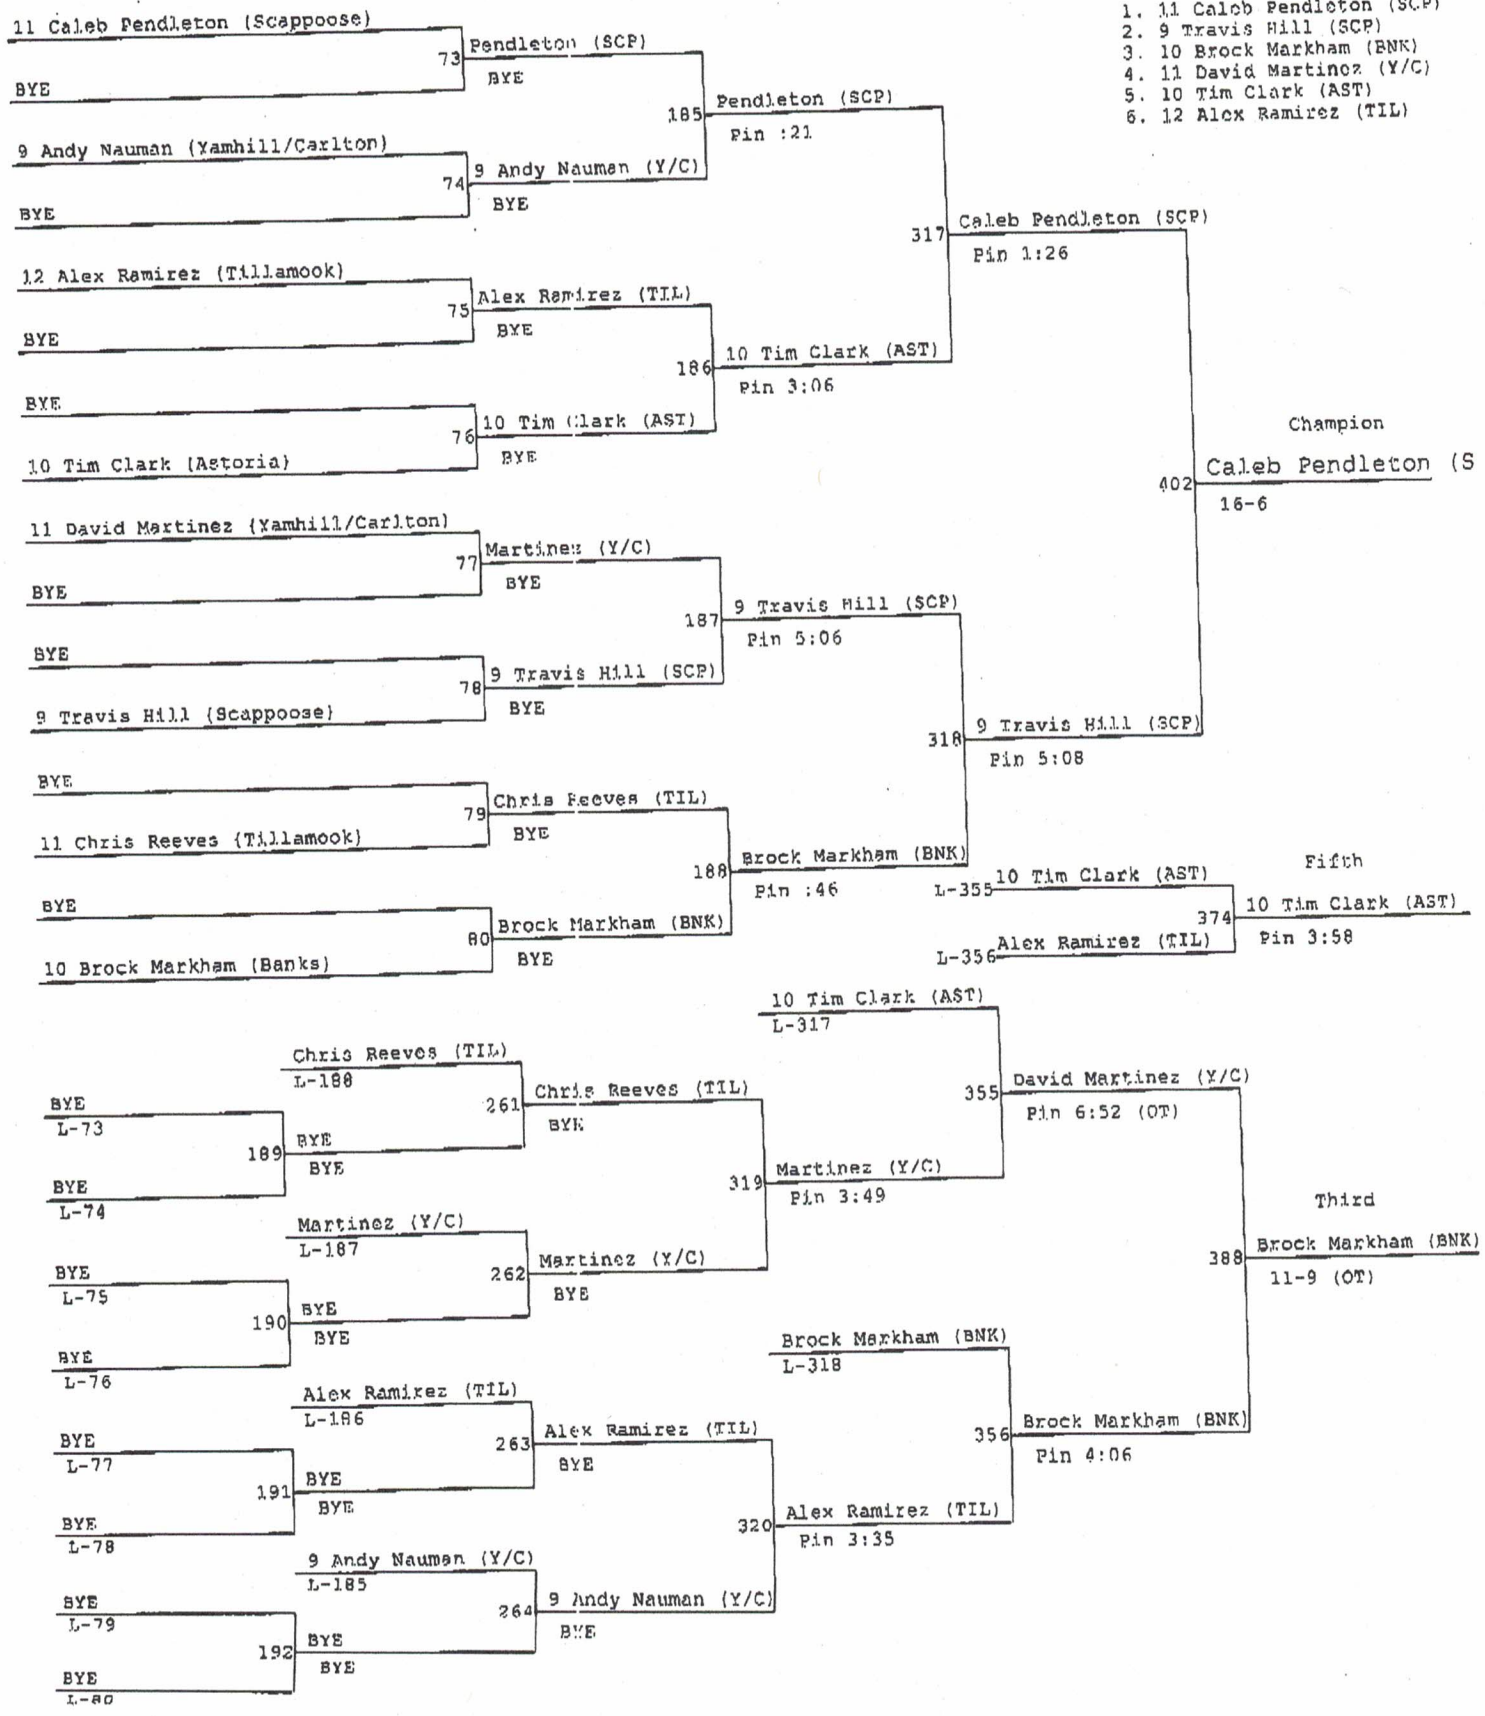 1. 11 Caleb Pendleton (SCP)
2. 9 Travis Hill (SCP)
3. 10 Brock Markham (BNK)
4. 11 David Martinez (Y/C)
5. 10 Tim Clark (AST)
6. 12 Alex Ramirez (TIL)
11 Caleb Pendleton (Scappoose)
73
Pendleton (SCP)
BYE
BYE
185
Pendleton (SCP)
Pin :21
9 Andy Nauman (Yamhill/Carlton)
74
9 Andy Nauman (Y/C)
BYE
BYE
317
Caleb Pendleton (SCP)
Pin 1:26
12 Alex Ramirez (Tillamook)
75
Alex Ramirez (TIL)
BYE
BYE
186
10 Tim Clark (AST)
Pin 3:06
BYE
76
10 Tim Clark (AST)
BYE
10 Tim Clark (Astoria)
Champion
402
Caleb Pendleton (S
16-6
11 David Martinez (Yamhill/Carlton)
77
Martinez (Y/C)
BYE
BYE
187
9 Travis Hill (SCP)
Pin 5:06
BYE
78
9 Travis Hill (SCP)
BYE
9 Travis Hill (Scappoose)
318
9 Travis Hill (SCP)
Pin 5:08
BYE
79
Chris Reeves (TIL)
BYE
11 Chris Reeves (Tillamook)
188
Brock Markham (BNK)
Pin :46
BYE
80
Brock Markham (BNK)
BYE
10 Brock Markham (Banks)
Fifth
L-355
10 Tim Clark (AST)
374
10 Tim Clark (AST)
Pin 3:58
L-356
Alex Ramirez (TIL)
10 Tim Clark (AST)
L-317
Chris Reeves (TIL)
L-188
261
Chris Reeves (TIL)
BYE
355
David Martinez (Y/C)
Pin 6:52 (OT)
BYE
L-73
189
BYE
BYE
BYE
L-74
319
Martinez (Y/C)
Pin 3:49
Martinez (Y/C)
L-187
262
Martinez (Y/C)
BYE
Third
388
Brock Markham (BNK)
11-9 (OT)
BYE
L-75
190
BYE
BYE
BYE
L-76
Brock Markham (BNK)
L-318
Alex Ramirez (TIL)
L-186
263
Alex Ramirez (TIL)
BYE
356
Brock Markham (BNK)
Pin 4:06
BYE
L-77
191
BYE
BYE
BYE
L-78
320
Alex Ramirez (TIL)
Pin 3:35
9 Andy Nauman (Y/C)
L-185
264
9 Andy Nauman (Y/C)
BYE
BYE
L-79
192
BYE
BYE
BYE
L-80